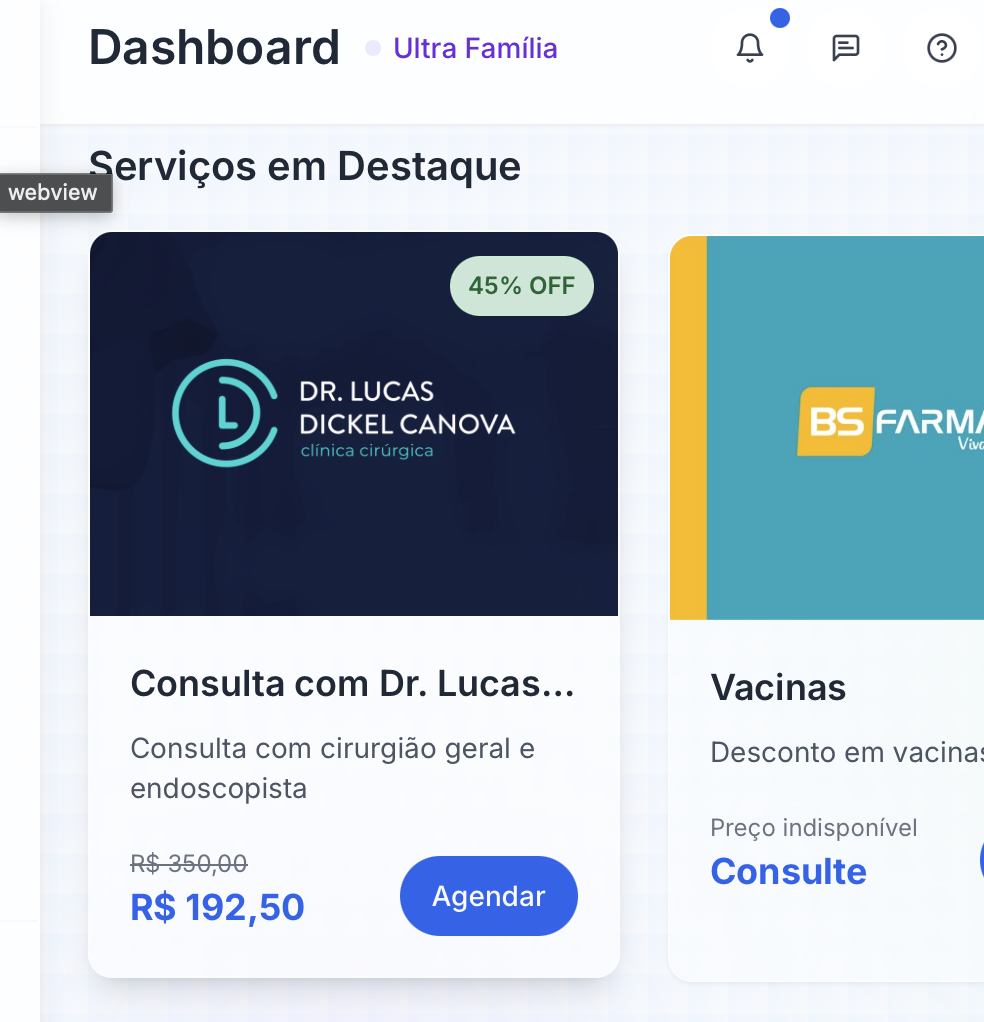 Dashboard
Ultra Família
Serviços em Destaque
webview
45% OFF
DR. LUCAS
DICKEL CANOVA
clínica cirúrgica
Consulta com Dr. Lucas...
Consulta com cirurgião geral e
endoscopista
R$ 350,00
R$ 192,50
Agendar
BS FARMA
Vacinas
Desconto em vacinas
Preço indisponível
Consulte